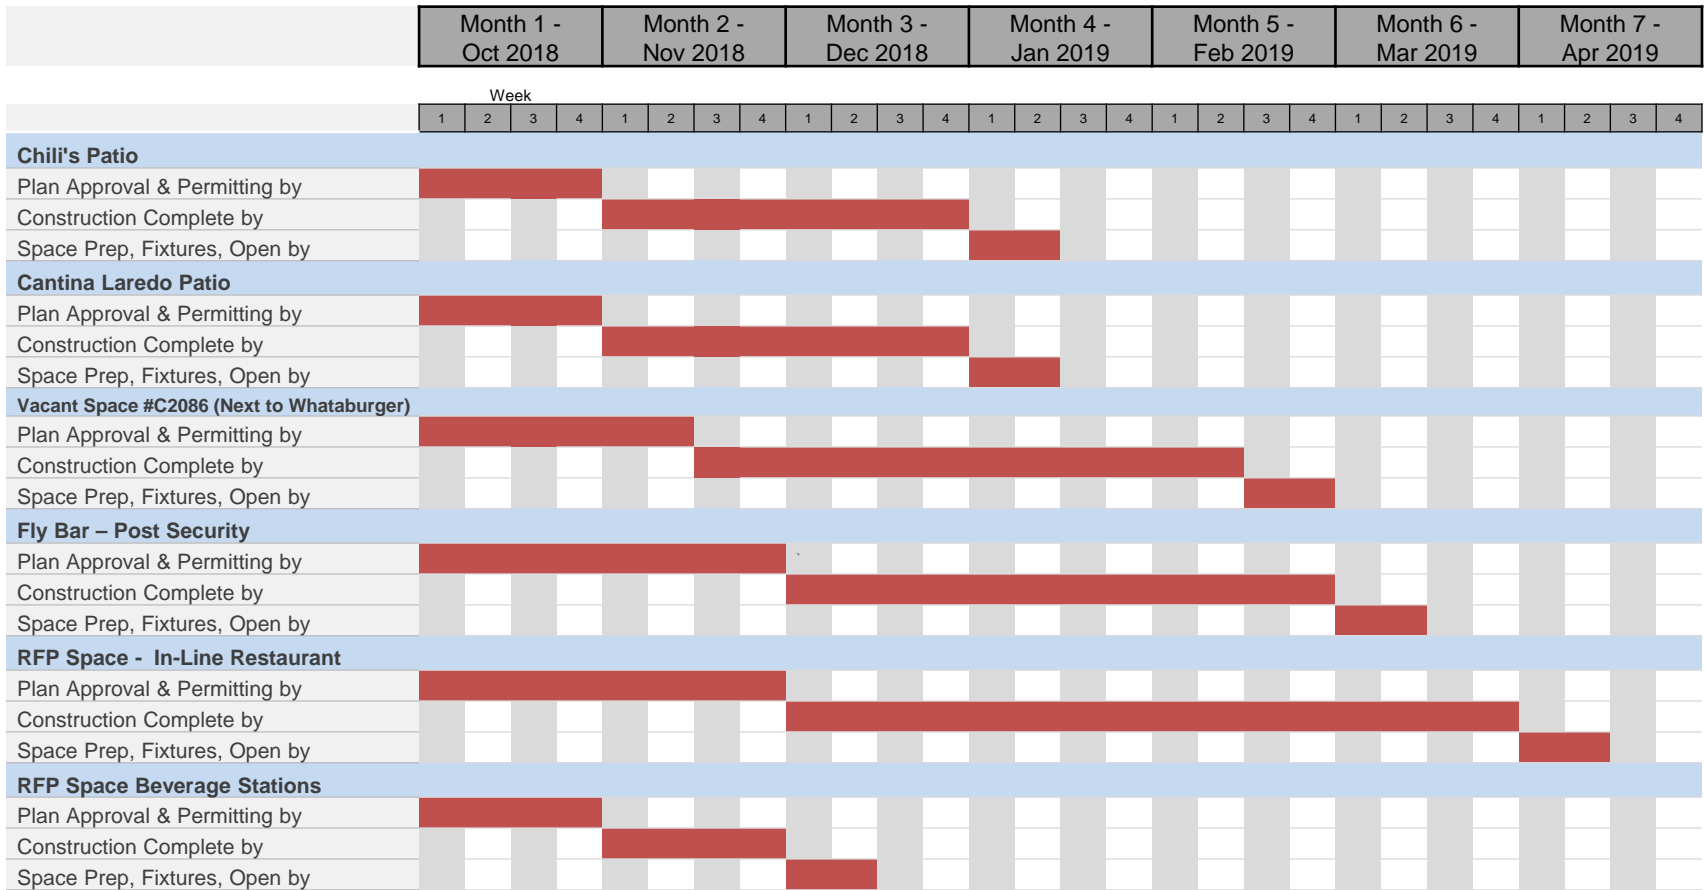 Month 1 - Month 2 - Month 3 - Month 4 - Month 5 - Month 6 - Month 7 -
Oct 2018 Nov 2018 Dec 2018 Jan 2019 Feb 2019 Mar 2019 Apr 2019
Week
1 2 3 4 1 2 3 4 1 2 3 4 1 2 3 4 1 2 3 4 1 2 3 4 1 2 3 4
Chili's Patio
Plan Approval & Permitting by
Construction Complete by
Space Prep, Fixtures, Open by
Cantina Laredo Patio
Plan Approval & Permitting by
Construction Complete by
Space Prep, Fixtures, Open by
Vacant Space #C2086 (Next to Whataburger)
Plan Approval & Permitting by
Construction Complete by
Space Prep, Fixtures, Open by
Fly Bar – Post Security
Plan Approval & Permitting by `
Construction Complete by
Space Prep, Fixtures, Open by
RFP Space - In-Line Restaurant
Plan Approval & Permitting by
Construction Complete by
Space Prep, Fixtures, Open by
RFP Space Beverage Stations
Plan Approval & Permitting by
Construction Complete by
Space Prep, Fixtures, Open by